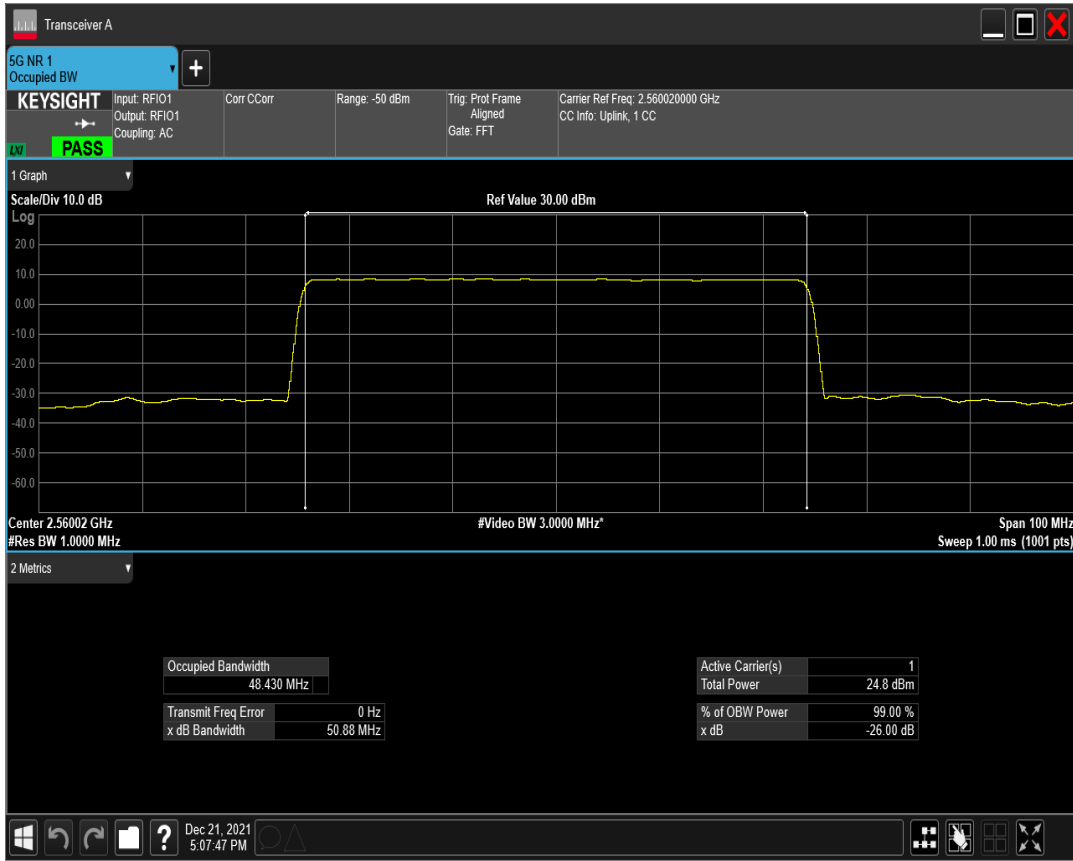 Transceiver A
5G NR 1
Occupied BW
KEYSIGHT
LXI
PASS
Input: RFIO1
Output: RFIO1
Coupling: AC
Corr CCorr
Range: -50 dBm
Trig: Prot Frame
Aligned
Gate: FFT
Carrier Ref Freq: 2.560020000 GHz
CC Info: Uplink, 1 CC
1 Graph
Scale/Div 10.0 dB
Ref Value 30.00 dBm
Log
20.0
10.0
0.00
-10.0
-20.0
-30.0
-40.0
-50.0
-60.0
Center 2.56002 GHz
#Video BW 3.0000 MHz*
Span 100 MHz
#Res BW 1.0000 MHz
Sweep 1.00 ms (1001 pts)
2 Metrics
Occupied Bandwidth
48.430 MHz
Transmit Freq Error 0 Hz
x dB Bandwidth 50.88 MHz
Active Carrier(s) 1
Total Power 24.8 dBm
% of OBW Power 99.00 %
x dB -26.00 dB
?
Dec 21, 2021
5:07:47 PM